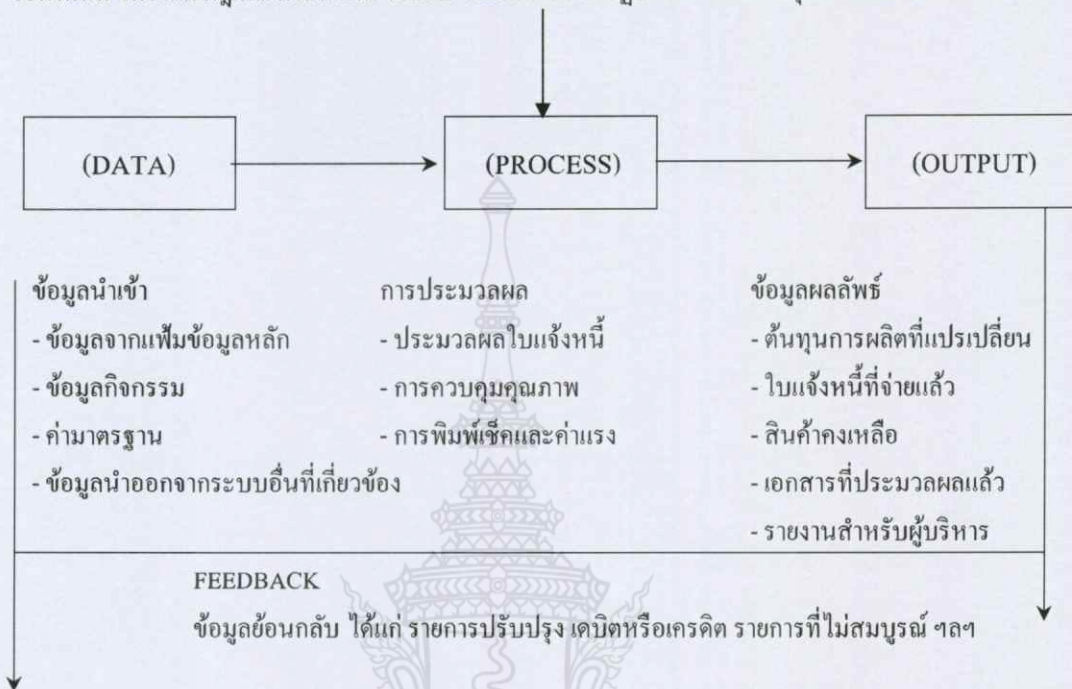 (DATA) (PROCESS) (OUTPUT)
ข้อมูลนำเข้า
- ข้อมูลจากแฟ้มข้อมูลหลัก
- ข้อมูลกิจกรรม
- ค่ามาตรฐาน
- ข้อมูลนำออกจากระบบอื่นที่เกี่ยวข้อง
การประมวลผล
- ประมวลผลใบแจ้งหนี้
- การควบคุมคุณภาพ
- การพิมพ์เช็คและค่าแรง
ข้อมูลผลลัพธ์
- ต้นทุนการผลิตที่แปรเปลี่ยน
- ใบแจ้งหนี้ที่จ่ายแล้ว
- สินค้าคงเหลือ
- เอกสารที่ประมวลผลแล้ว
- รายงานสำหรับผู้บริหาร
FEEDBACK
ข้อมูลย้อนกลับ ได้แก่ รายการปรับปรุง เดบิตหรือเครดิต รายการที่ไม่สมบูรณ์ ฯลฯ